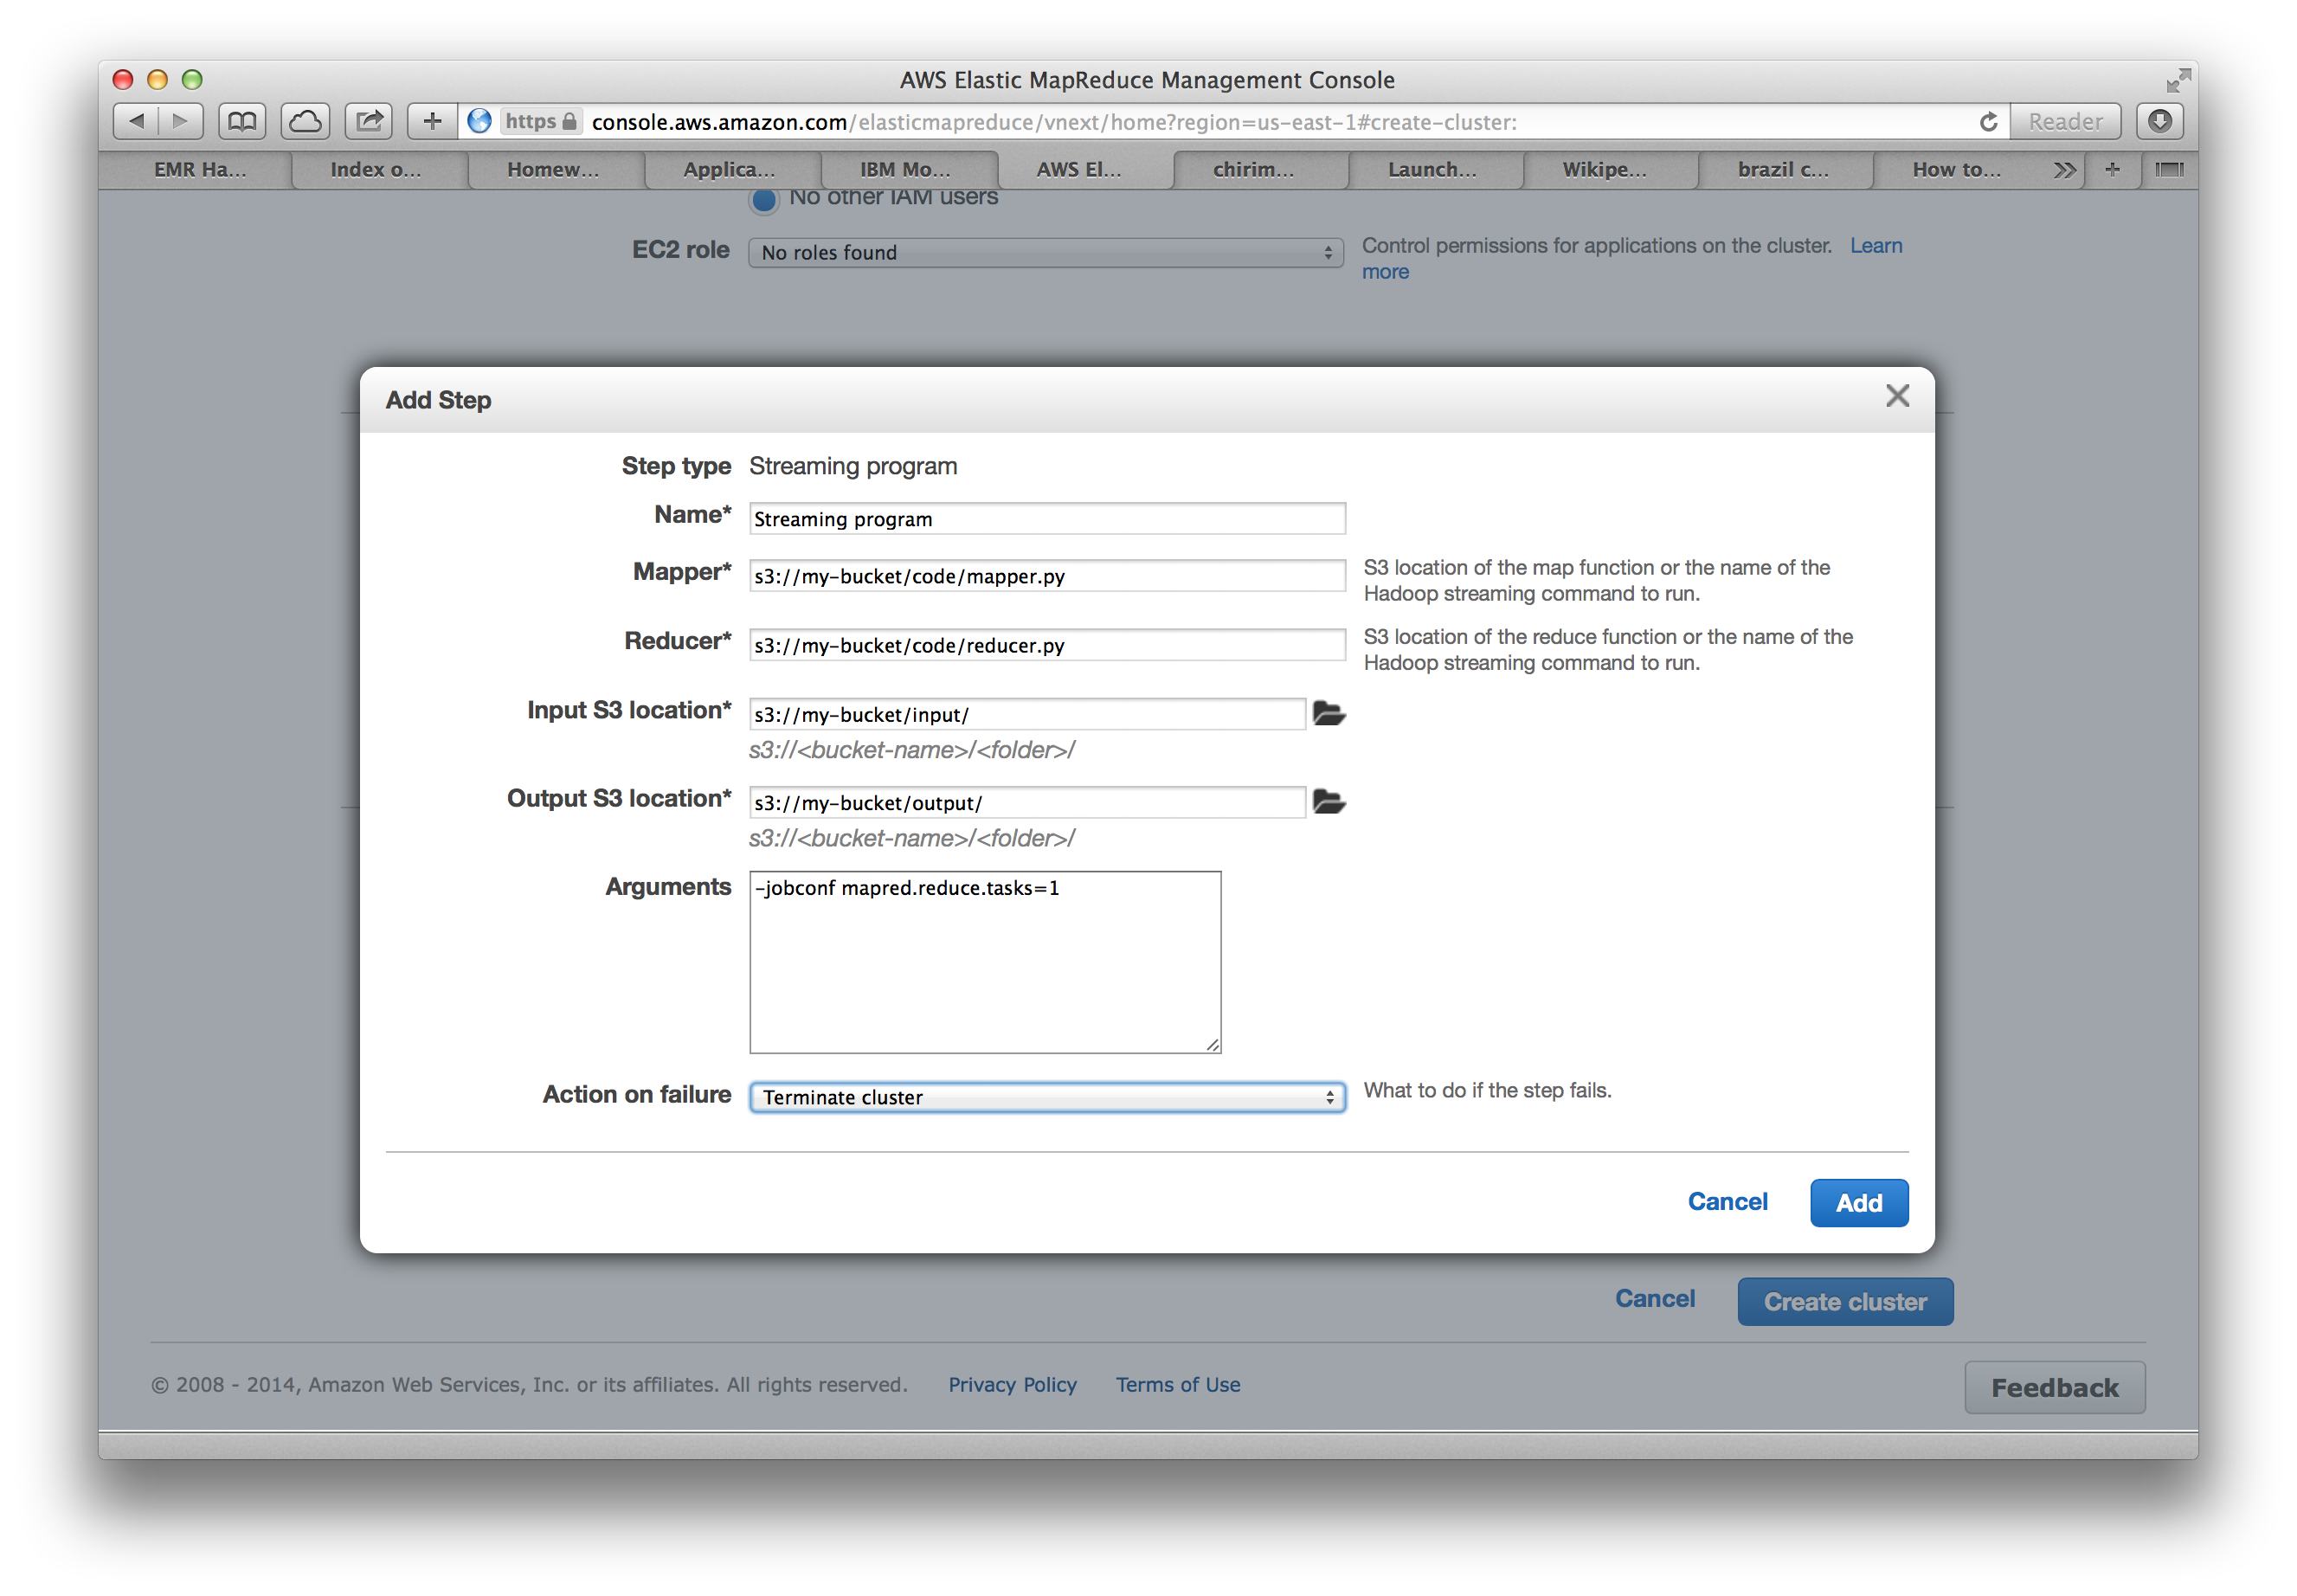 AWS Elastic MapReduce Management Console
https console.aws.amazon.com/elasticmapreduce/vnext/home?region=us-east-1#create-cluster: Reader
EMR Ha... Index o... Homew... Applica... IBM Mo... AWS El... chirim... Launch... Wikipe... brazil c... How to...
No other IAM users
EC2 role No roles found Control permissions for applications on the cluster. Learn
more
Add Step
Step type Streaming program
Name* Streaming program
Mapper* s3://my-bucket/code/mapper.py S3 location of the map function or the name of the
Hadoop streaming command to run.
Reducer* s3://my-bucket/code/reducer.py S3 location of the reduce function or the name of the
Hadoop streaming command to run.
Input S3 location* s3://my-bucket/input/
s3://<bucket-name>/<folder>/
Output S3 location* s3://my-bucket/output/
s3://<bucket-name>/<folder>/
Arguments -jobconf mapred.reduce.tasks=1
Action on failure Terminate cluster What to do if the step fails.
Cancel Add
Cancel Create cluster
© 2008 - 2014, Amazon Web Services, Inc. or its affiliates. All rights reserved. Privacy Policy Terms of Use Feedback